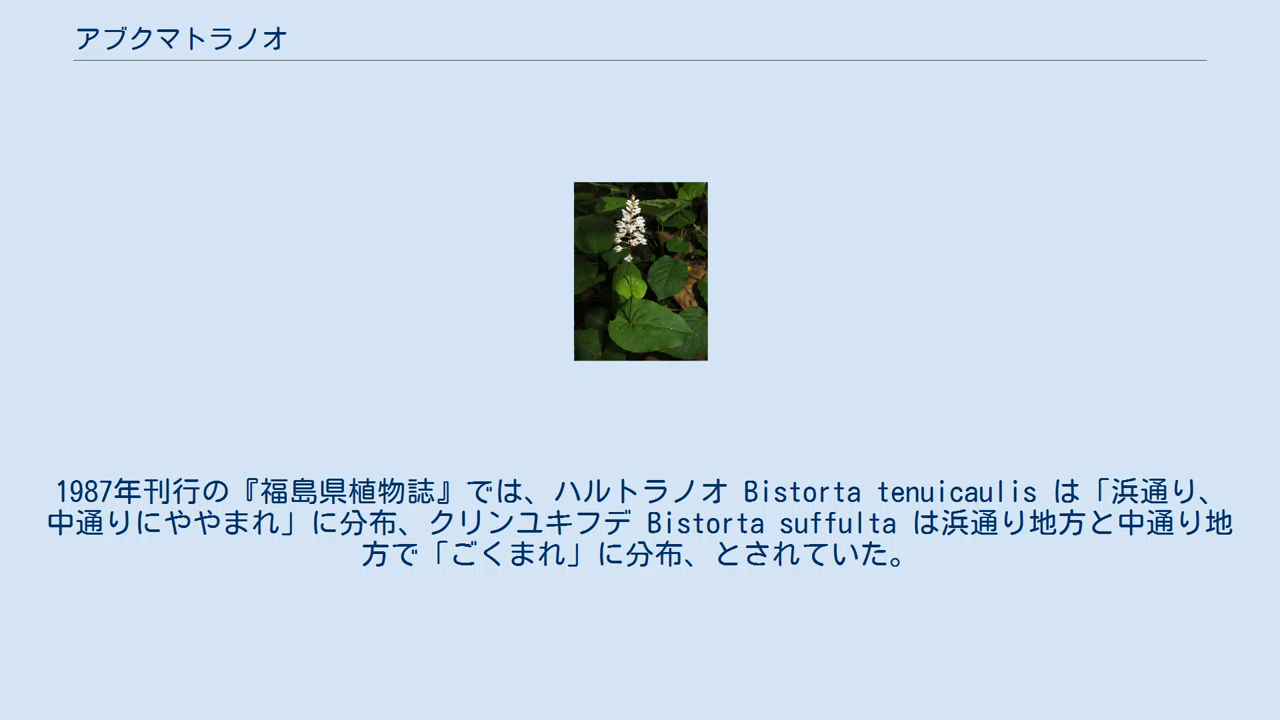 アブクマトラノオ
1987年刊行の『福島県植物誌』では、ハルトラノオ Bistorta tenuicaulis は「浜通り、
中通りにややまれ」に分布、クリンユキフデ Bistorta suffulta は浜通り地方と中通り地
方で「ごくまれ」に分布、とされていた。